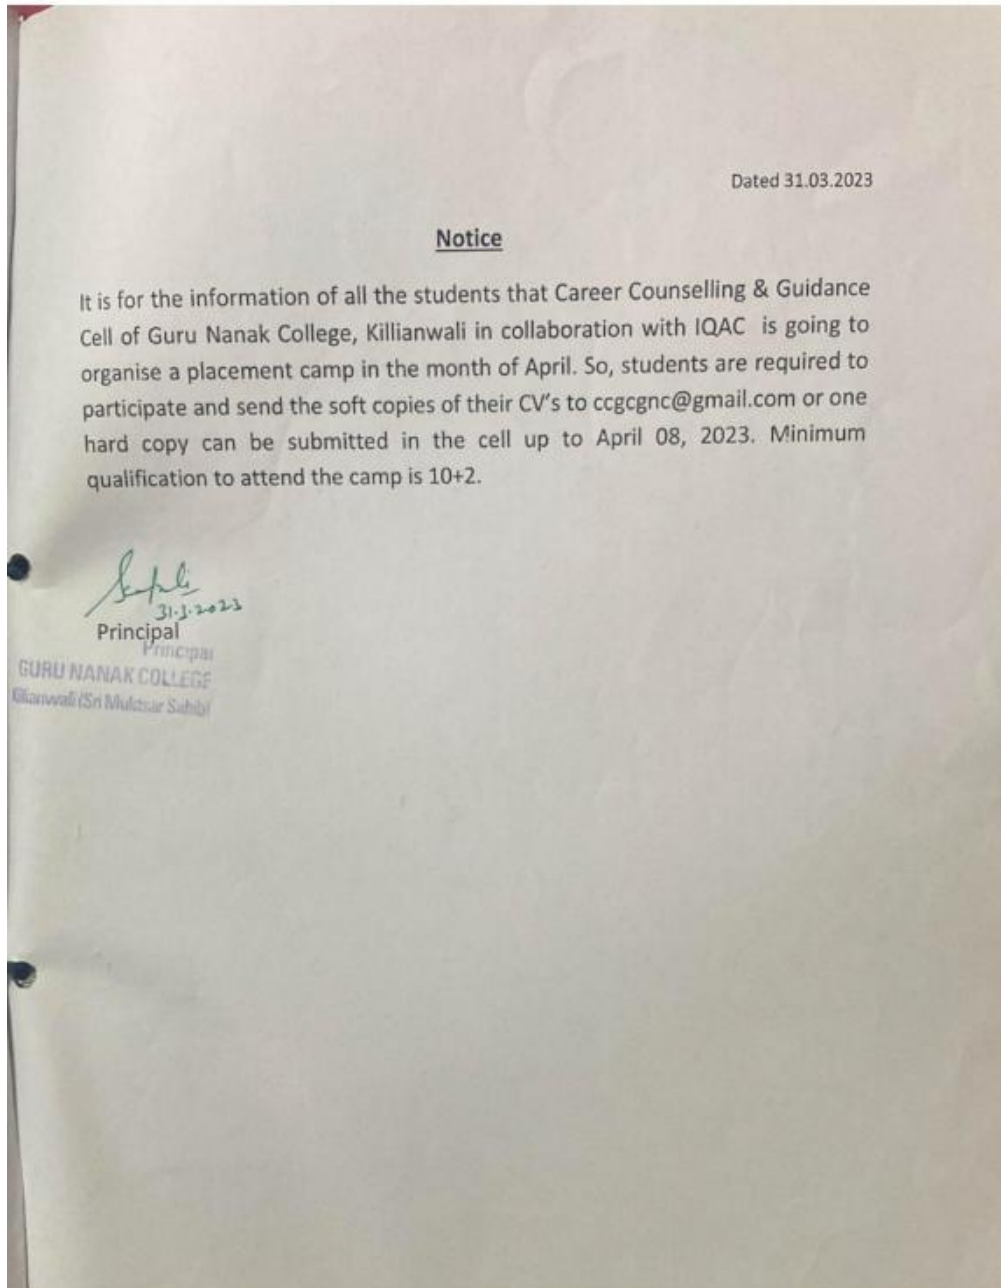 Dated 31.03.2023
Notice
It is for the information of all the students that Career Counselling & Guidance
Cell of Guru Nanak College, Killianwali in collaboration with IQAC is going to
organise a placement camp in the month of April. So, students are required to
participate and send the soft copies of their CV's to ccgcgnc@gmail.com or one
hard copy can be submitted in the cell up to April 08, 2023. Minimum
qualification to attend the camp is 10+2.
31.3.2023
Principal
Principal
GURU NANAK COLLEGE
(Sri Muktsar Sahib)